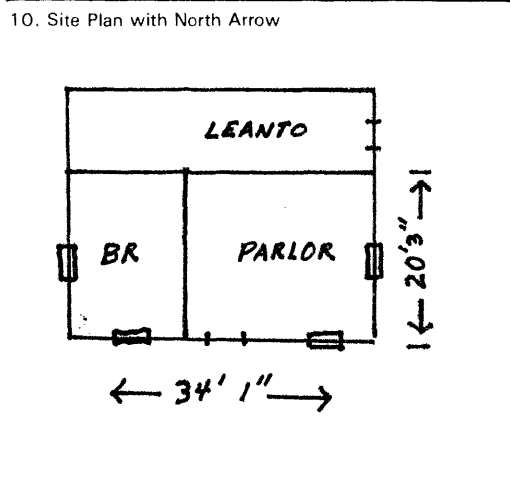 10. Site Plan with North Arrow
LEANTO
BR
PARLOR
20'3"
34' 1"